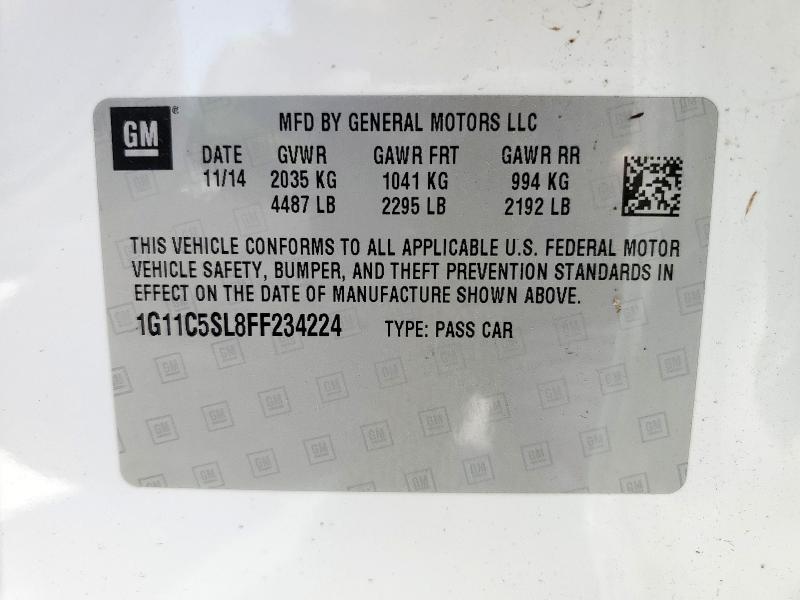 GM® MFD BY GENERAL MOTORS LLC
DATE GVWR GAWR FRT GAWR RR
11/14 2035 KG 1041 KG 994 KG
4487 LB 2295 LB 2192 LB
THIS VEHICLE CONFORMS TO ALL APPLICABLE U.S. FEDERAL MOTOR
VEHICLE SAFETY, BUMPER, AND THEFT PREVENTION STANDARDS IN
EFFECT ON THE DATE OF MANUFACTURE SHOWN ABOVE.
1G11C5SL8FF234224 TYPE: PASS CAR